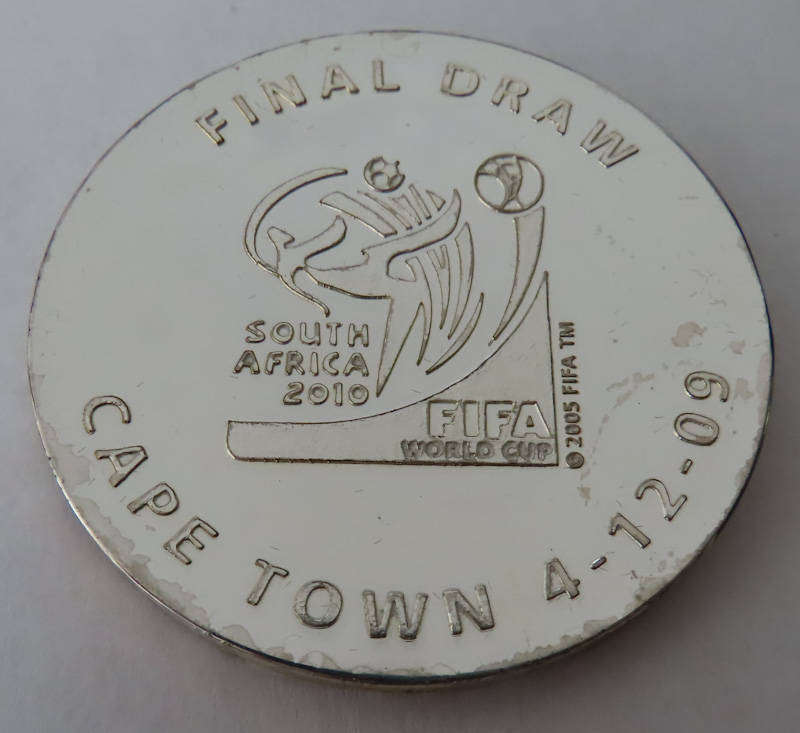 FINAL DRAW
SOUTH
AFRICA
2010
FIFA
WORLD CUP
© 2005 FIFA TM
CAPE TOWN 4-12-09